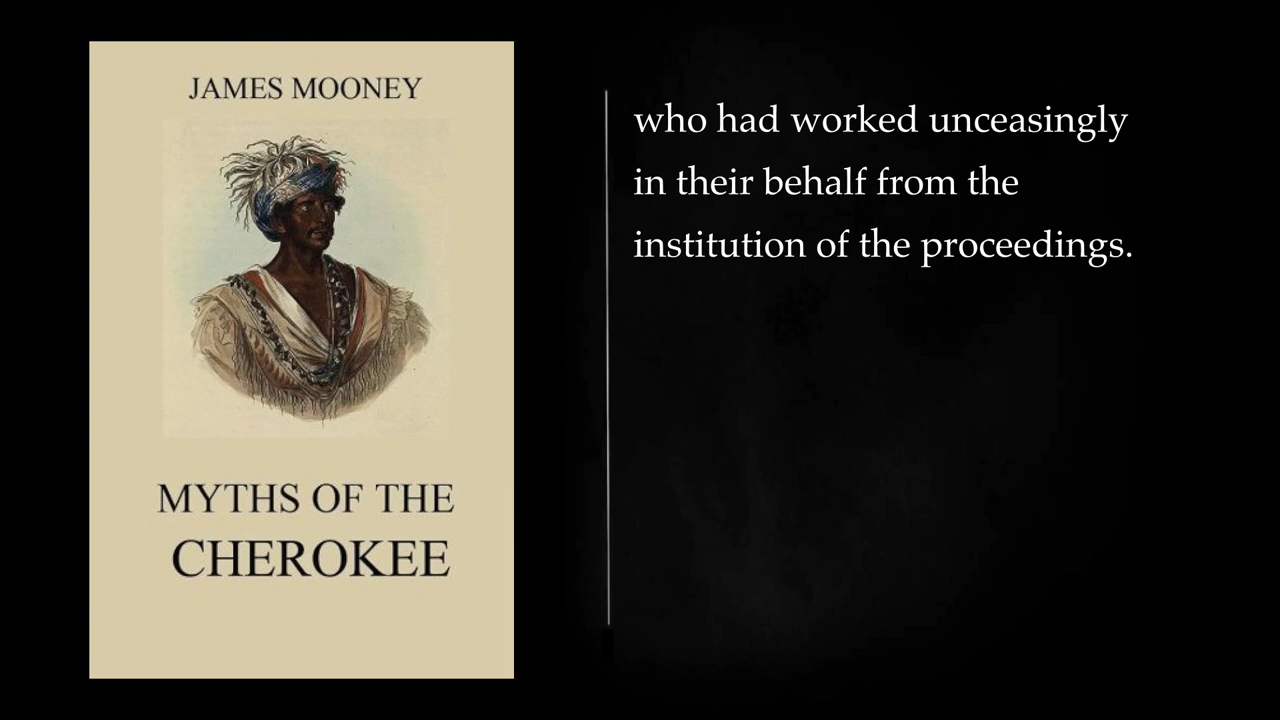 JAMES MOONEY
MYTHS OF THE
CHEROKEE
who had worked unceasingly
in their behalf from the
institution of the proceedings.